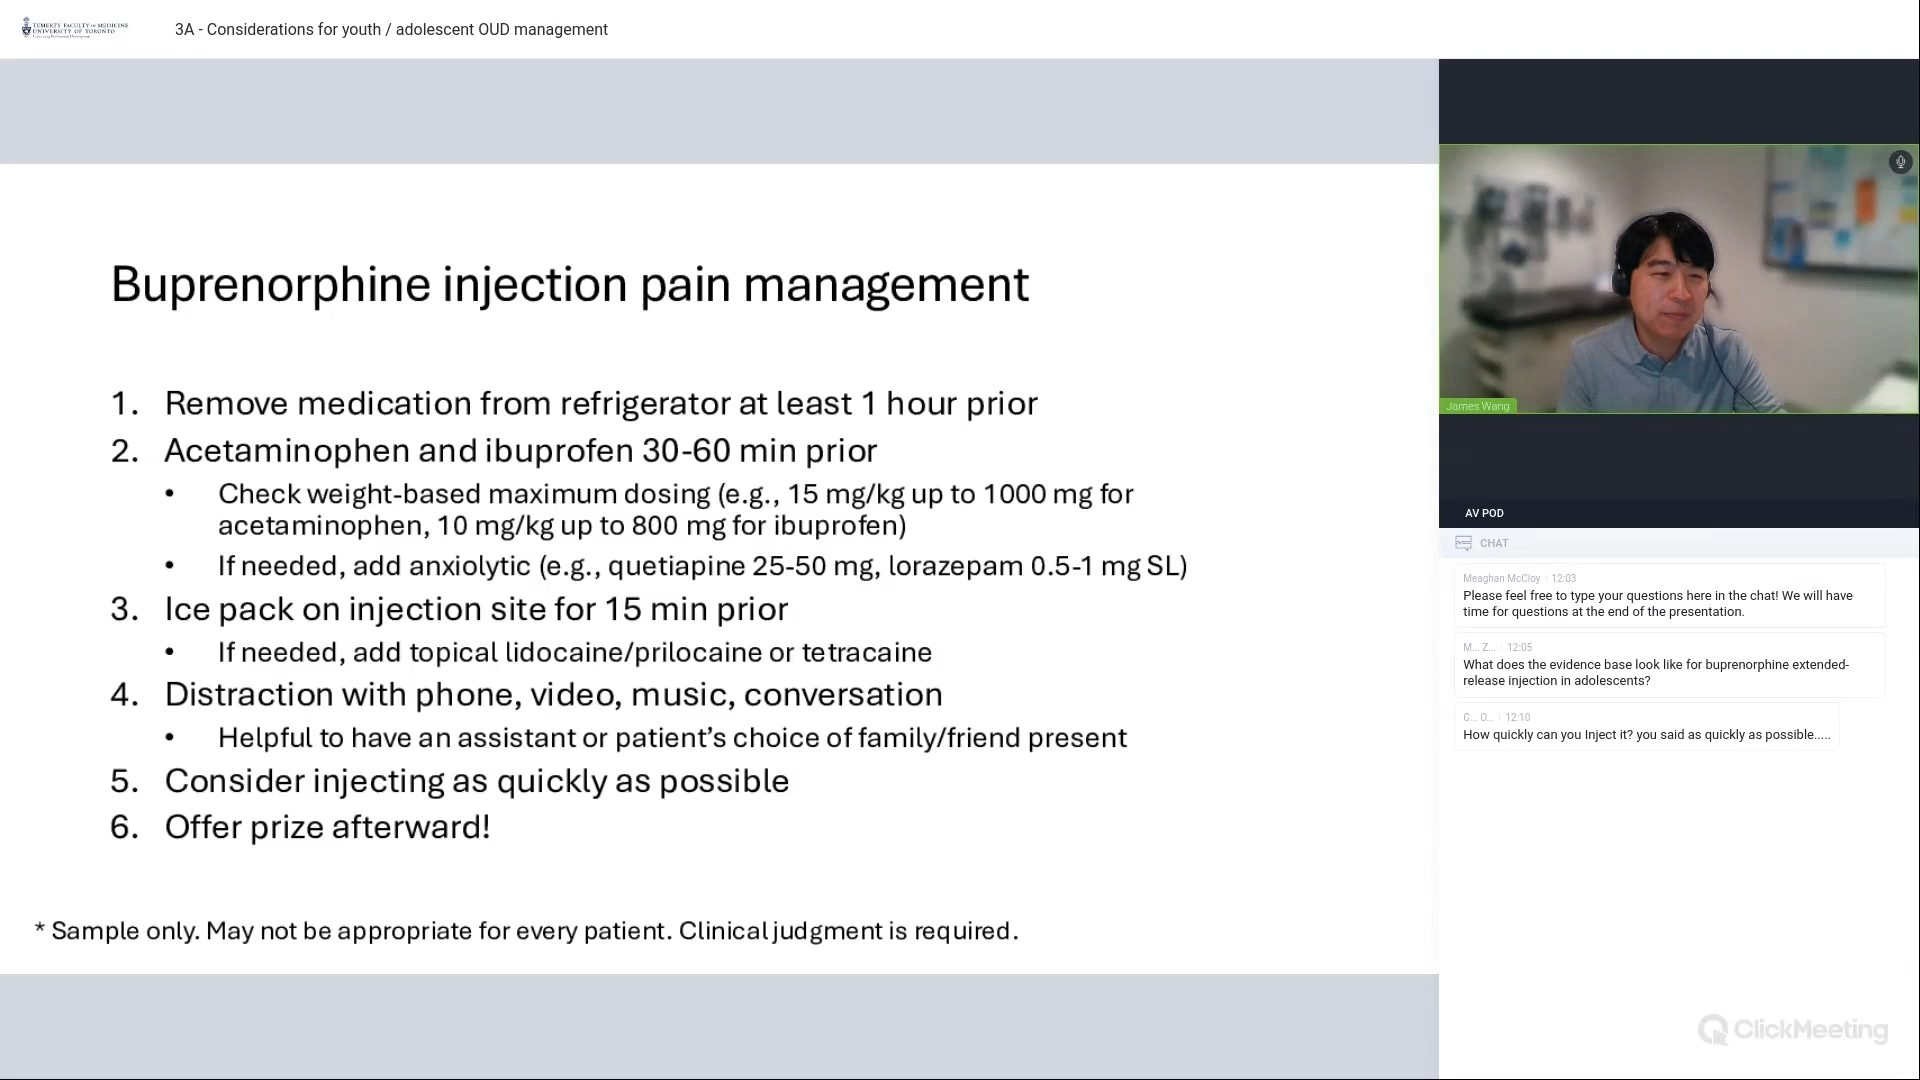 TEMERTY FACULTY OF MEDICINE
UNIVERSITY OF TORONTO
3A - Considerations for youth / adolescent OUD management
Buprenorphine injection pain management
1. Remove medication from refrigerator at least 1 hour prior
2. Acetaminophen and ibuprofen 30-60 min prior
• Check weight-based maximum dosing (e.g., 15 mg/kg up to 1000 mg for
acetaminophen, 10 mg/kg up to 800 mg for ibuprofen)
• If needed, add anxiolytic (e.g., quetiapine 25-50 mg, lorazepam 0.5-1 mg SL)
3. Ice pack on injection site for 15 min prior
• If needed, add topical lidocaine/prilocaine or tetracaine
4. Distraction with phone, video, music, conversation
• Helpful to have an assistant or patient’s choice of family/friend present
5. Consider injecting as quickly as possible
6. Offer prize afterward!
* Sample only. May not be appropriate for every patient. Clinical judgment is required.
James Wang
AV POD
CHAT
Meaghan McCloy 12:03
Please feel free to type your questions here in the chat! We will have
time for questions at the end of the presentation.
M... Z... 12:05
What does the evidence base look like for buprenorphine extended-
release injection in adolescents?
C... O... 12:10
How quickly can you Inject it? you said as quickly as possible.....
ClickMeeting